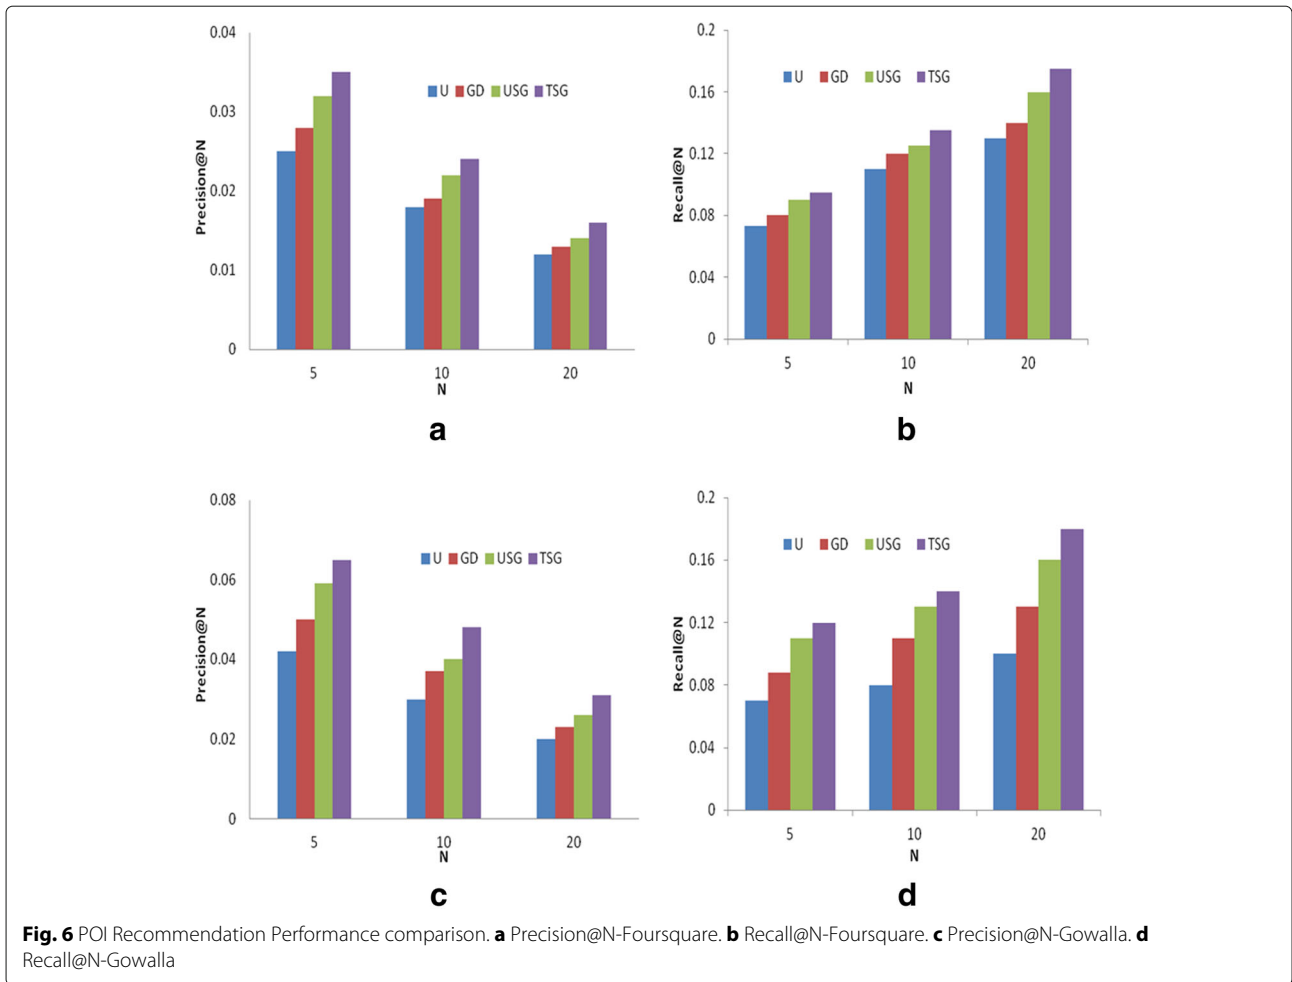 0.04
0.03
0.02
0.01
0
Precision@N
U GD USG TSG
5 10 20
N
a
0.2
0.16
0.12
0.08
0.04
0
Recall@N
U GD USG TSG
5 10 20
N
b
0.08
0.06
0.04
0.02
0
Precision@N
U GD USG TSG
5 10 20
N
c
0.2
0.16
0.12
0.08
0.04
0
Recall@N
U GD USG TSG
5 10 20
N
d
Fig. 6 POI Recommendation Performance comparison. a Precision@N-Foursquare. b Recall@N-Foursquare. c Precision@N-Gowalla. d
Recall@N-Gowalla